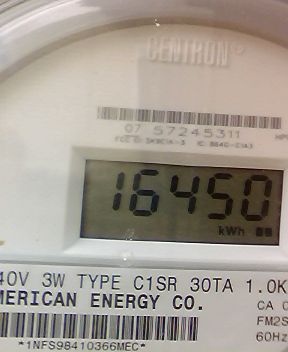 CENTRON®
07 57245311
16450
kWh
40V 3W TYPE C1SR 30TA 1.0K
MERICAN ENERGY CO.
CA
FM2S
60Hz
*1NFS98410366MEC*